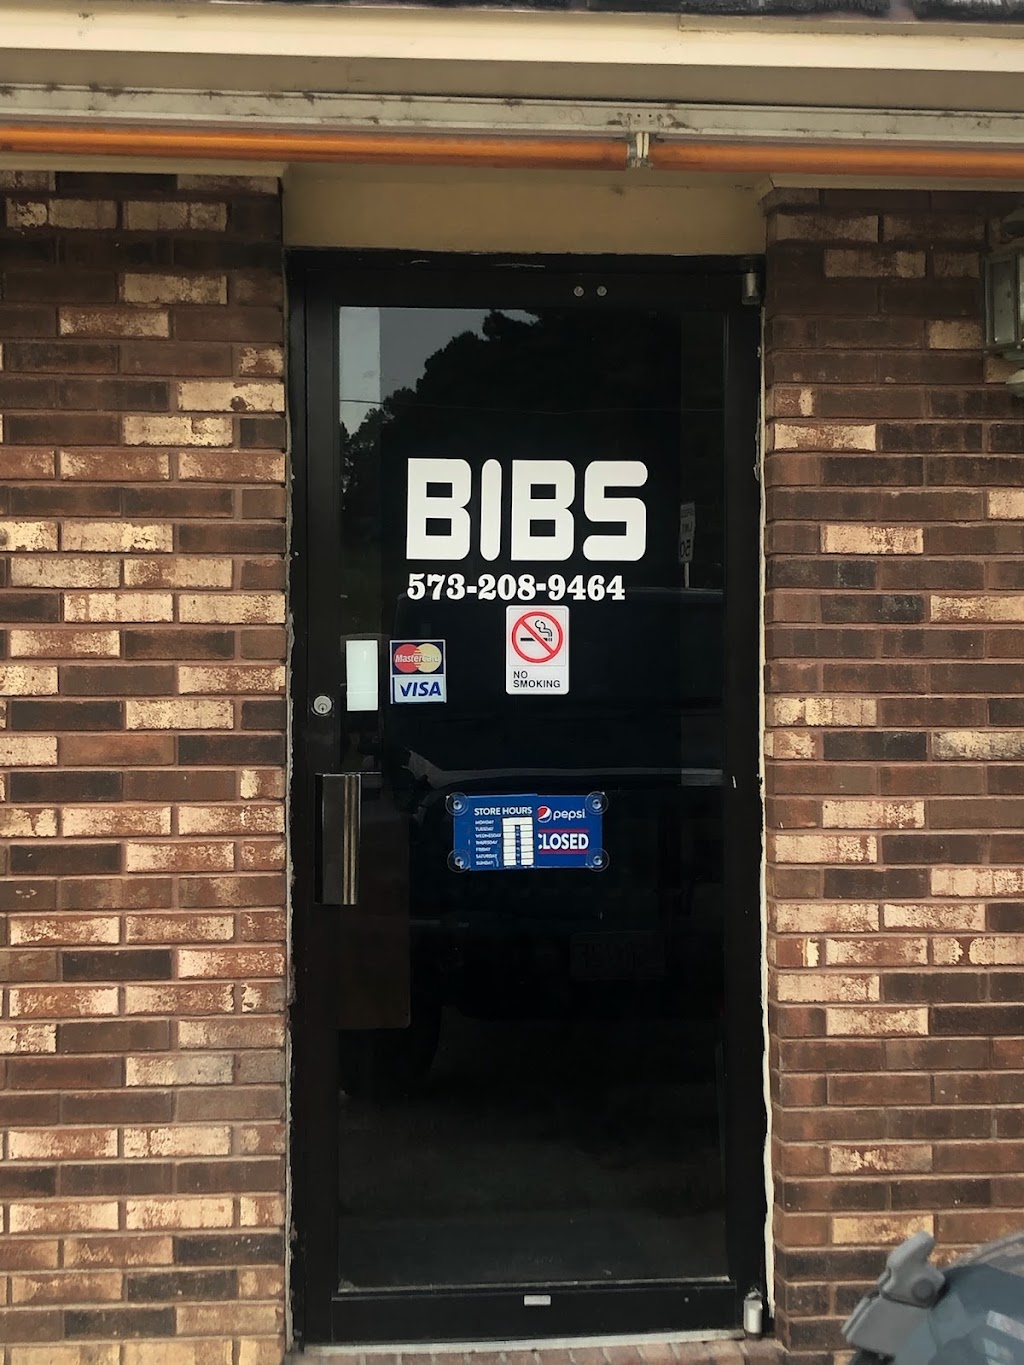 BIBS
573-208-9464
MasterCard
VISA
NO
SMOKING
STORE HOURS
pepsi
MONDAY
TUESDAY
WEDNESDAY
THURSDAY
FRIDAY
SATURDAY
SUNDAY
CLOSED